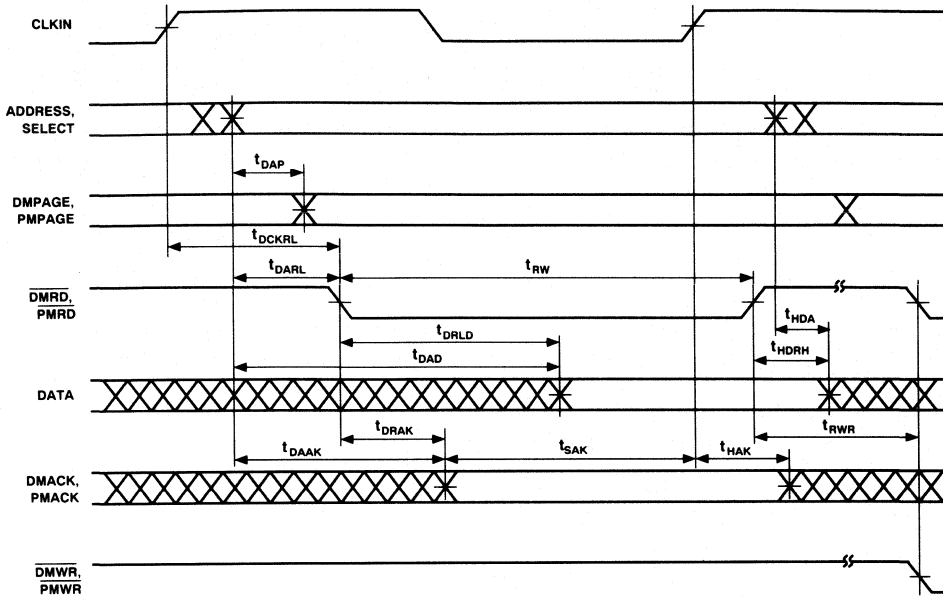 CLKIN
ADDRESS,
SELECT
tDAP
DMPAGE,
PMPAGE
tDCKRL
tDARL
tRW
DMRD,
PMRD
tHDA
tDRLD
tHDRH
tDAD
DATA
tDRAK
tRWR
tDAAK
tSAK
tHAK
DMACK,
PMACK
DMWR,
PMWR